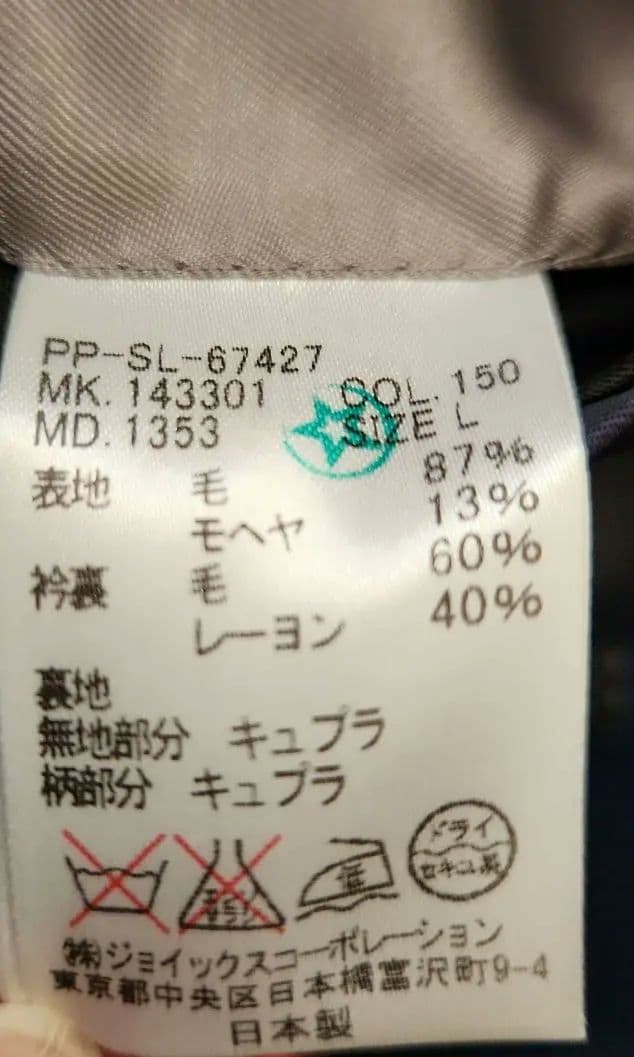 PP-SL-67427
MK. 143301 COL. 150
MD. 1353 SIZE L
表地 毛 87%
モヘヤ 13%
衿裏 毛 60%
レーヨン 40%
裏地
無地部分 キュプラ
柄部分 キュプラ
ドライ
セキユ系
㈱ジョイックスコーポレーション
東京都中央区日本橋富沢町9-4
日本製